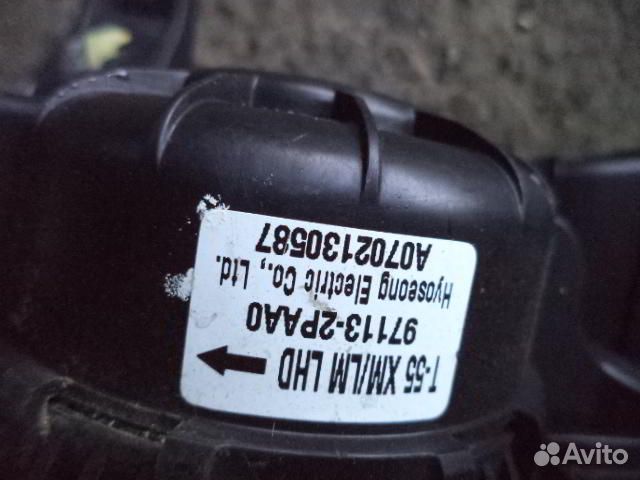 T-55 XM/LM LHD
97113-2PAA0
Hyoseong Electric Co., Ltd.
A0702130587
Avito